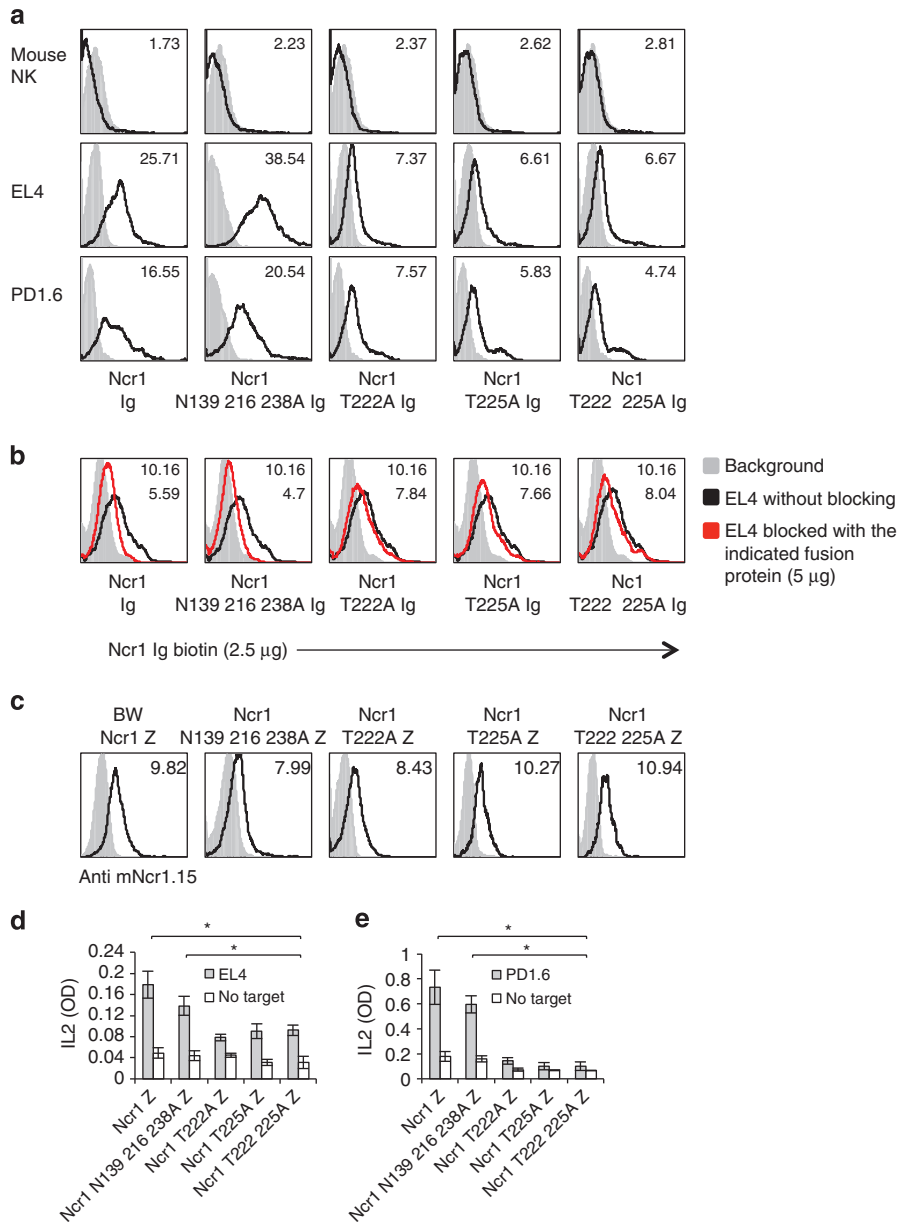 a
Mouse NK
1.73 2.23 2.37 2.62 2.81
EL4
25.71 38.54 7.37 6.61 6.67
PD1.6
16.55 20.54 7.57 5.83 4.74
Ncr1 Ncr1 Ncr1 Ncr1 Nc1
Ig N139 216 238A Ig T222A Ig T225A Ig T222 225A Ig
b
10.16 10.16 10.16 10.16 10.16
5.59 4.7 7.84 7.66 8.04
Background
EL4 without blocking
EL4 blocked with the
indicated fusion
protein (5 μg)
Ncr1 Ncr1 Ncr1 Ncr1 Nc1
Ig N139 216 238A Ig T222A Ig T225A Ig T222 225A Ig
Ncr1 Ig biotin (2.5 μg)
c
BW Ncr1 Ncr1 Ncr1 Ncr1
Ncr1 Z N139 216 238A Z T222A Z T225A Z T222 225A Z
9.82 7.99 8.43 10.27 10.94
Anti mNcr1.15
d
*
*
0.24
0.2
0.16
0.12
0.08
0.04
0
IL2 (OD)
EL4
No target
Ncr1 Z
Ncr1 N139 216 238A Z
Ncr1 T222A Z
Ncr1 T225A Z
Ncr1 T222 225A Z
e
*
*
1
0.8
0.6
0.4
0.2
0
IL2 (OD)
PD1.6
No target
Ncr1 Z
Ncr1 N139 216 238A Z
Ncr1 T222A Z
Ncr1 T225A Z
Ncr1 T222 225A Z